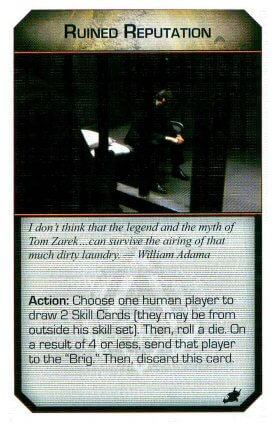 RUINED REPUTATION
I don't think that the legend and the myth of
Tom Zarek...can survive the airing of that
much dirty laundry. — William Adama
Action: Choose one human player to
draw 2 Skill Cards (they may be from
outside his skill set). Then, roll a die. On
a result of 4 or less, send that player
to the "Brig." Then, discard this card.